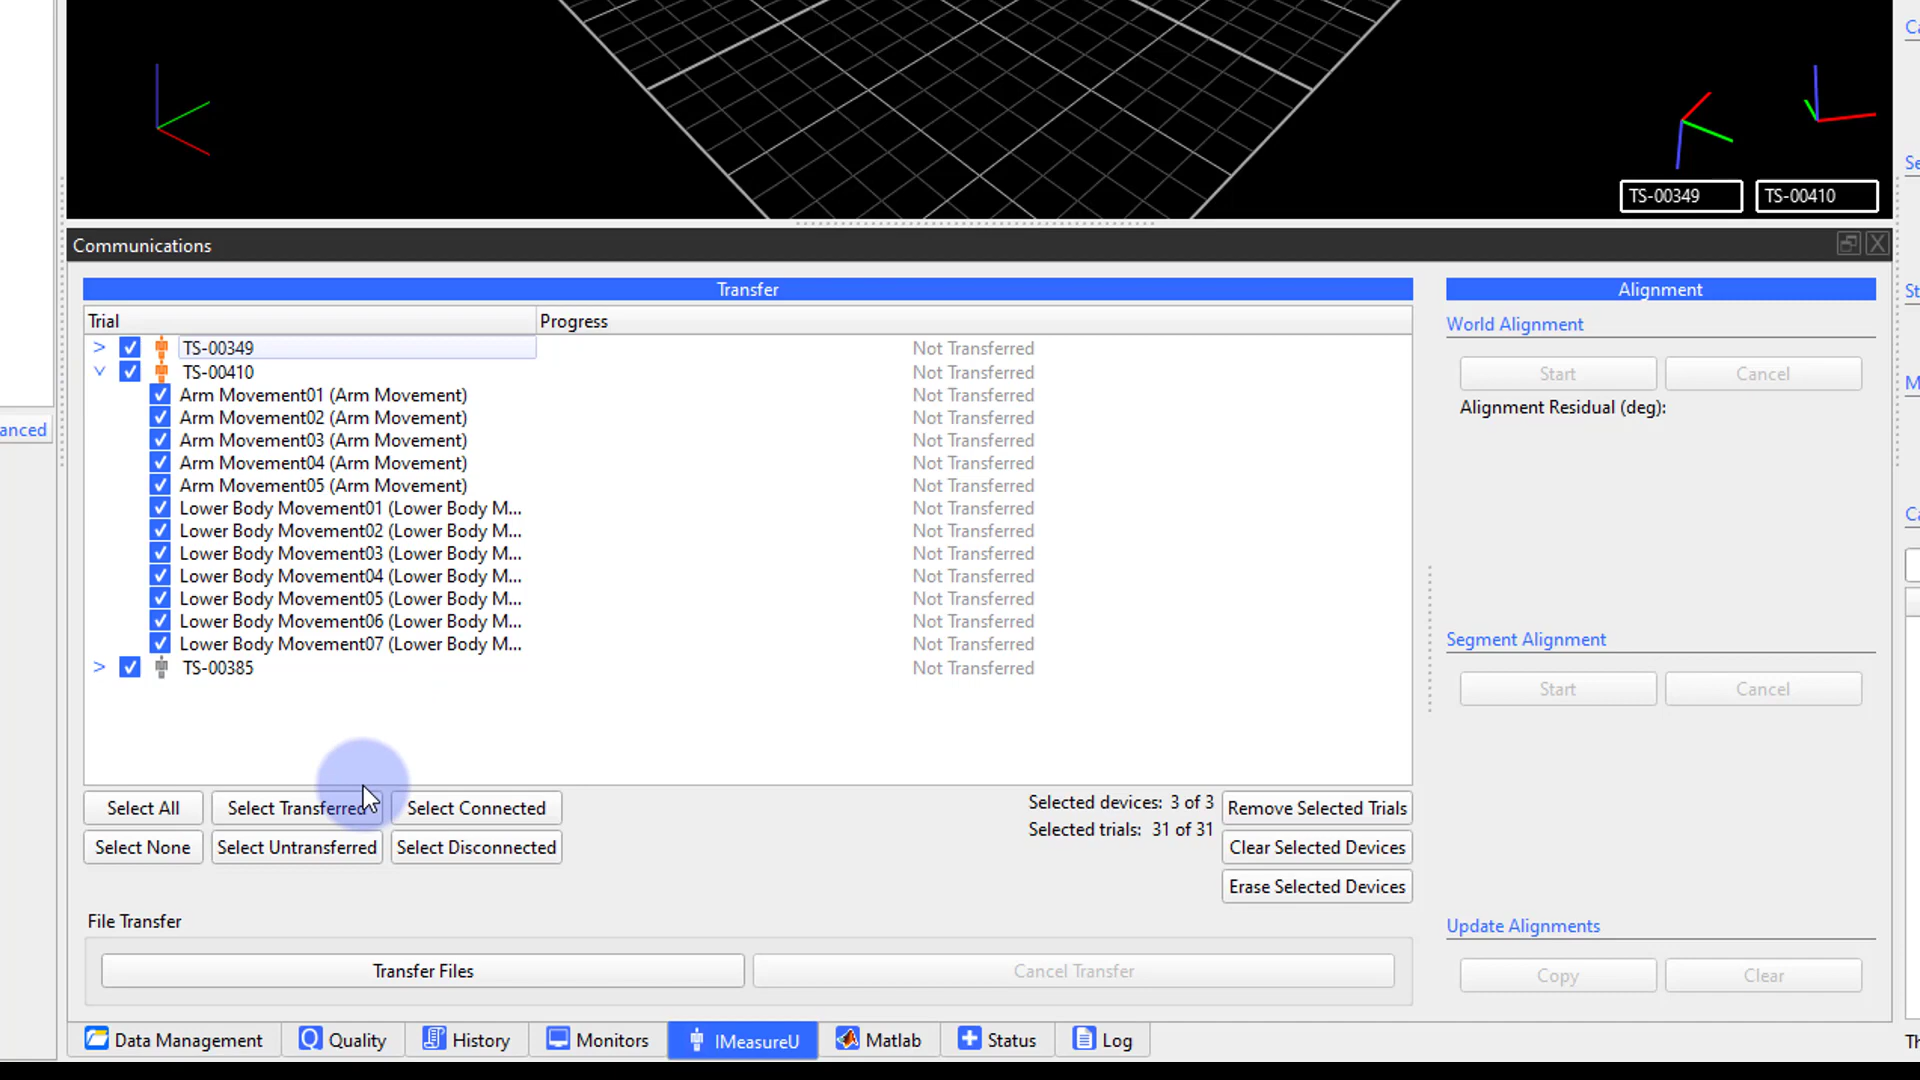 TS-00349 TS-00410
Communications
Transfer
Trial Progress
TS-00349 Not Transferred
TS-00410 Not Transferred
Arm Movement01 (Arm Movement) Not Transferred
Arm Movement02 (Arm Movement) Not Transferred
Arm Movement03 (Arm Movement) Not Transferred
Arm Movement04 (Arm Movement) Not Transferred
Arm Movement05 (Arm Movement) Not Transferred
Lower Body Movement01 (Lower Body M... Not Transferred
Lower Body Movement02 (Lower Body M... Not Transferred
Lower Body Movement03 (Lower Body M... Not Transferred
Lower Body Movement04 (Lower Body M... Not Transferred
Lower Body Movement05 (Lower Body M... Not Transferred
Lower Body Movement06 (Lower Body M... Not Transferred
Lower Body Movement07 (Lower Body M... Not Transferred
TS-00385 Not Transferred
Select All Select Transferred Select Connected
Select None Select Untransferred Select Disconnected
Selected devices: 3 of 3
Selected trials: 31 of 31
Remove Selected Trials
Clear Selected Devices
Erase Selected Devices
File Transfer
Transfer Files Cancel Transfer
Alignment
World Alignment
Start Cancel
Alignment Residual (deg):
Segment Alignment
Start Cancel
Update Alignments
Copy Clear
Data Management Quality History Monitors IMeasureU Matlab Status Log